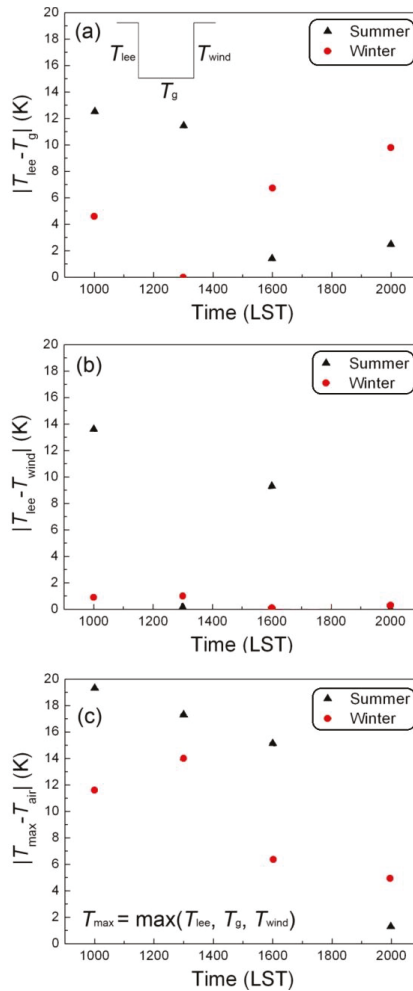 (a)
T_lee
T_wind
T_g
Summer
Winter
|T_lee-T_g| (K)
20
18
16
14
12
10
8
6
4
2
0
1000 1200 1400 1600 1800 2000
Time (LST)
(b)
Summer
Winter
|T_lee-T_wind| (K)
20
18
16
14
12
10
8
6
4
2
0
1000 1200 1400 1600 1800 2000
Time (LST)
(c)
Summer
Winter
|T_max-T_air| (K)
20
18
16
14
12
10
8
6
4
2
0
T_max = max(T_lee, T_g, T_wind)
1000 1200 1400 1600 1800 2000
Time (LST)